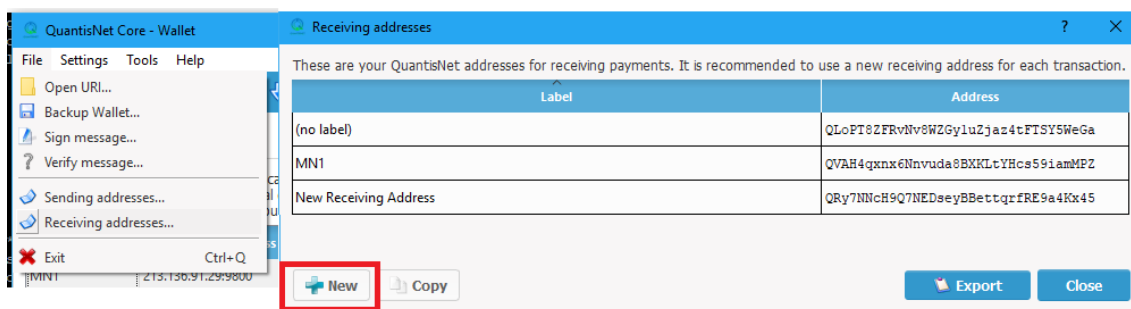 QuantisNet Core - Wallet
File Settings Tools Help
Open URI...
Backup Wallet...
Sign message...
Verify message...
Sending addresses...
Receiving addresses...
Exit Ctrl+Q
MN1 213.136.91.29:9800
Receiving addresses ? X
These are your QuantisNet addresses for receiving payments. It is recommended to use a new receiving address for each transaction.
Label Address
(no label) QLoPT8ZFRvNv8WZGy1uZjaz4tFTSY5WeGa
MN1 QVAH4qxnx6Nnvuda8BXKLtYHcs59iamMPZ
New Receiving Address QRy7NNcH9Q7NEDseyBBettqrfRE9a4Kx45
New Copy Export Close